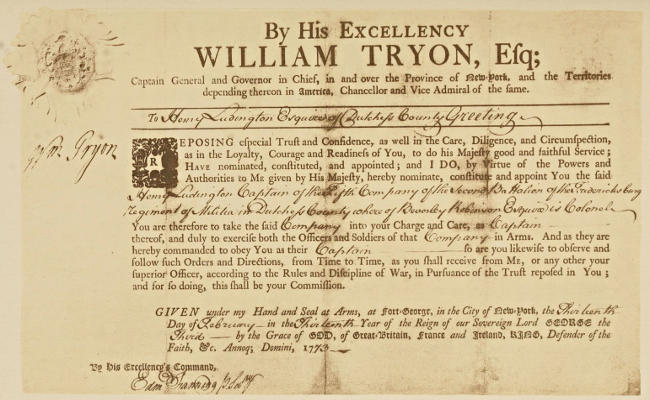 By His EXCELLENCY
WILLIAM TRYON, Eſq;
Captain General and Governor in Chief, in and over the Province of New-York, and the Territories
depending thereon in America, Chancellor and Vice Admiral of the same.
To Henry Ludington Esquire of Dutchess County Greeting
Wm Tryon
REPOSING especial Trust and Confidence, as well in the Care, Diligence, and Circumspection,
as in the Loyalty, Courage and Readiness of You, to do his Majesty good and faithful Service;
HAVE nominated, constituted, and appointed; and I DO, by Virtue of the Powers and
Authorities to ME given by His Majesty, hereby nominate, constitute and appoint You the said
Henry Ludington Captain of the Fifth Company of the Second Battalion of the Fredericksburg
Regiment of Militia in Dutchess County whereof Beverly Robinson Esquire is Colonel
You are therefore to take the said Company into your Charge and Care, as Captain
thereof, and duly to exercise both the Officers and Soldiers of that Company in Arms. And as they
are hereby commanded to obey You as their Captain so are you likewise to observe and
follow such Orders and Directions, from Time to Time, as you shall receive from ME, or any other your
superior Officer, according to the Rules and Discipline of War, in Pursuance of the Trust reposed in You;
and for so doing, this shall be your Commission.
GIVEN under my Hand and Seal at Arms, at Fort-George, in the City of New-York, the Thirteenth
Day of February in the Thirteenth Year of the Reign of our Sovereign Lord GEORGE the
Third by the Grace of GOD, of Great-Britain, France and Ireland, KING, Defender of the
Faith, &c. Annoq; Domini, 1773
By His Excellency's Command,
Edm